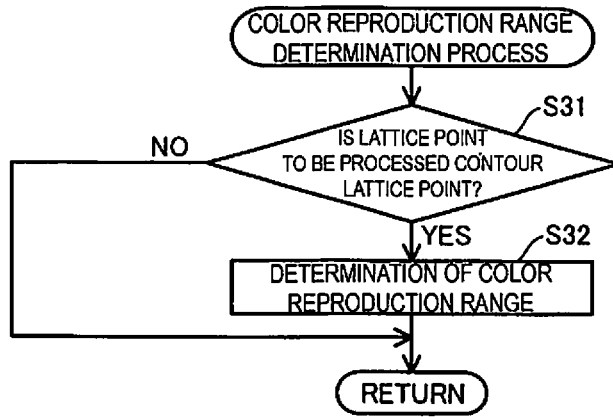 COLOR REPRODUCTION RANGE
DETERMINATION PROCESS
S31
IS LATTICE POINT
TO BE PROCESSED CONTOUR
LATTICE POINT?
NO
YES
S32
DETERMINATION OF COLOR
REPRODUCTION RANGE
RETURN